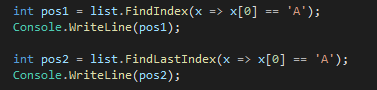 int pos1 = list.FindIndex(x => x[0] == 'A');
Console.WriteLine(pos1);
int pos2 = list.FindLastIndex(x => x[0] == 'A');
Console.WriteLine(pos2);